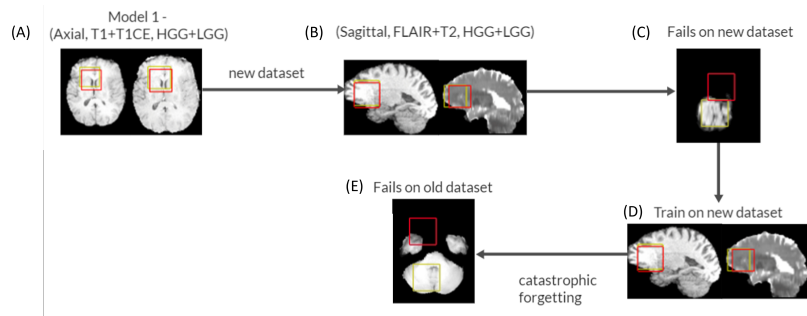 Model 1 -
(A) (Axial, T1+T1CE, HGG+LGG)
new dataset
(B) (Sagittal, FLAIR+T2, HGG+LGG)
(C) Fails on new dataset
(D) Train on new dataset
catastrophic
forgetting
(E) Fails on old dataset